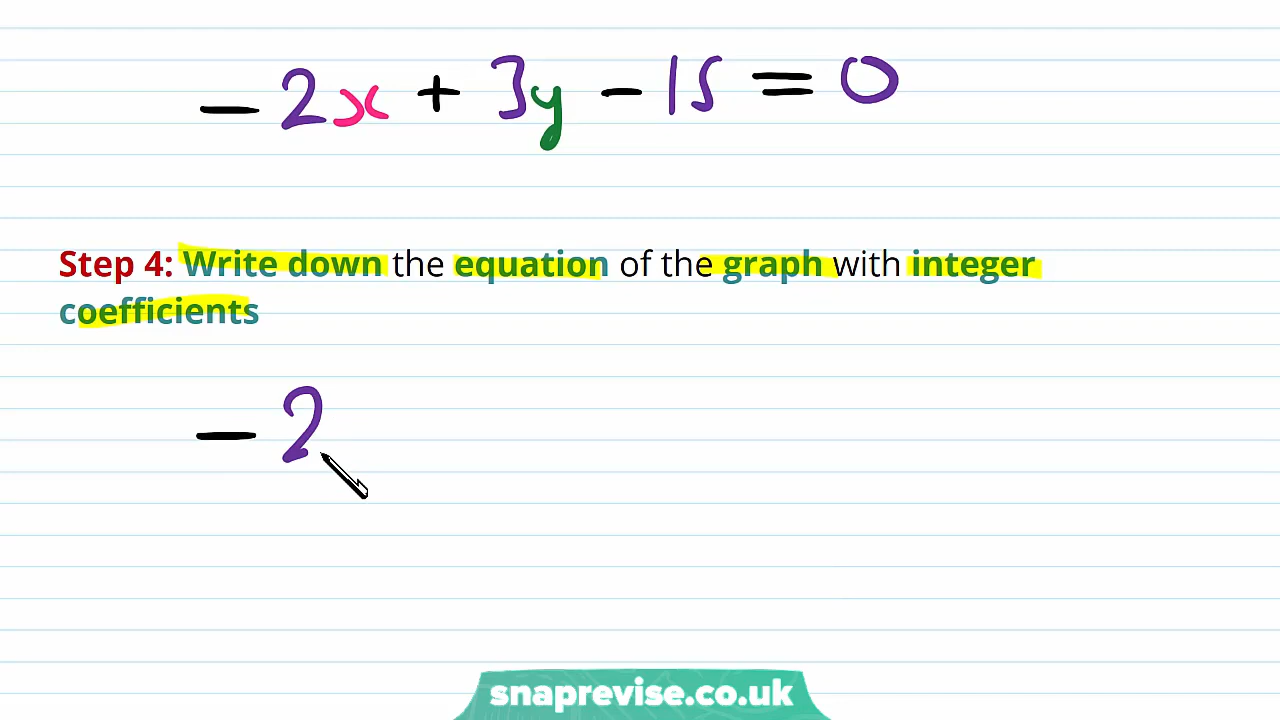 − 2x + 3y − 15 = 0
Step 4: Write down the equation of the graph with integer
coefficients
− 2
snaprevise.co.uk